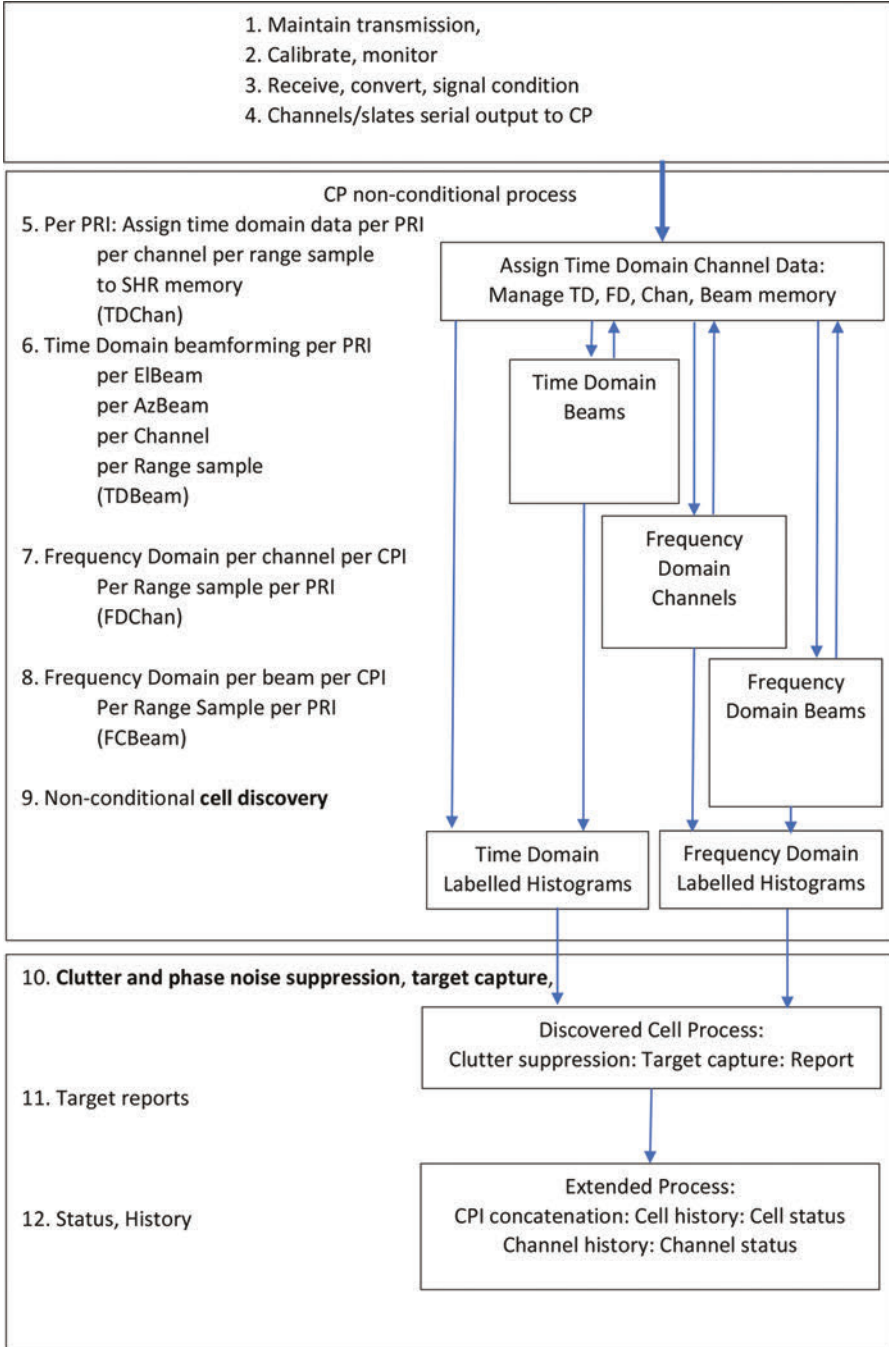 1. Maintain transmission,
2. Calibrate, monitor
3. Receive, convert, signal condition
4. Channels/slates serial output to CP
CP non-conditional process
5. Per PRI: Assign time domain data per PRI
per channel per range sample
to SHR memory
(TDChan)
Assign Time Domain Channel Data:
Manage TD, FD, Chan, Beam memory
6. Time Domain beamforming per PRI
per ElBeam
per AzBeam
per Channel
per Range sample
(TDBeam)
Time Domain
Beams
7. Frequency Domain per channel per CPI
Per Range sample per PRI
(FDChan)
Frequency
Domain
Channels
8. Frequency Domain per beam per CPI
Per Range Sample per PRI
(FCBeam)
Frequency
Domain Beams
9. Non-conditional cell discovery
Time Domain
Labelled Histograms
Frequency Domain
Labelled Histograms
10. Clutter and phase noise suppression, target capture,
Discovered Cell Process:
Clutter suppression: Target capture: Report
11. Target reports
Extended Process:
CPI concatenation: Cell history: Cell status
Channel history: Channel status
12. Status, History